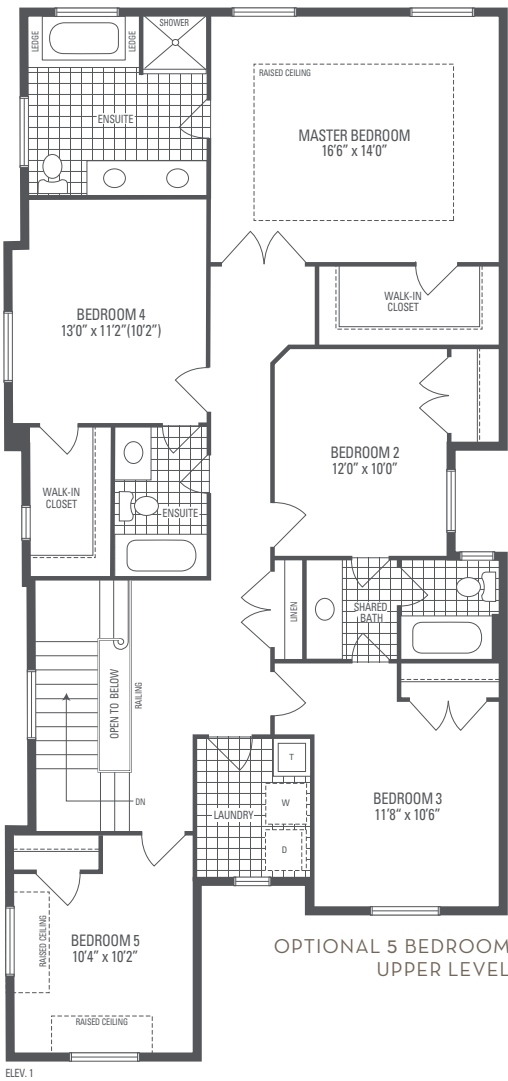 LEDGE
LEDGE
SHOWER
ENSUITE
RAISED CEILING
MASTER BEDROOM
16'6" x 14'0"
WALK-IN
CLOSET
BEDROOM 4
13'0" x 11'2"(10'2")
BEDROOM 2
12'0" x 10'0"
WALK-IN
CLOSET
ENSUITE
LINEN
SHARED
BATH
OPEN TO BELOW
RAILING
DN
T
W
D
LAUNDRY
BEDROOM 3
11'8" x 10'6"
RAISED CEILING
BEDROOM 5
10'4" x 10'2"
RAISED CEILING
OPTIONAL 5 BEDROOM
UPPER LEVEL
ELEV. 1